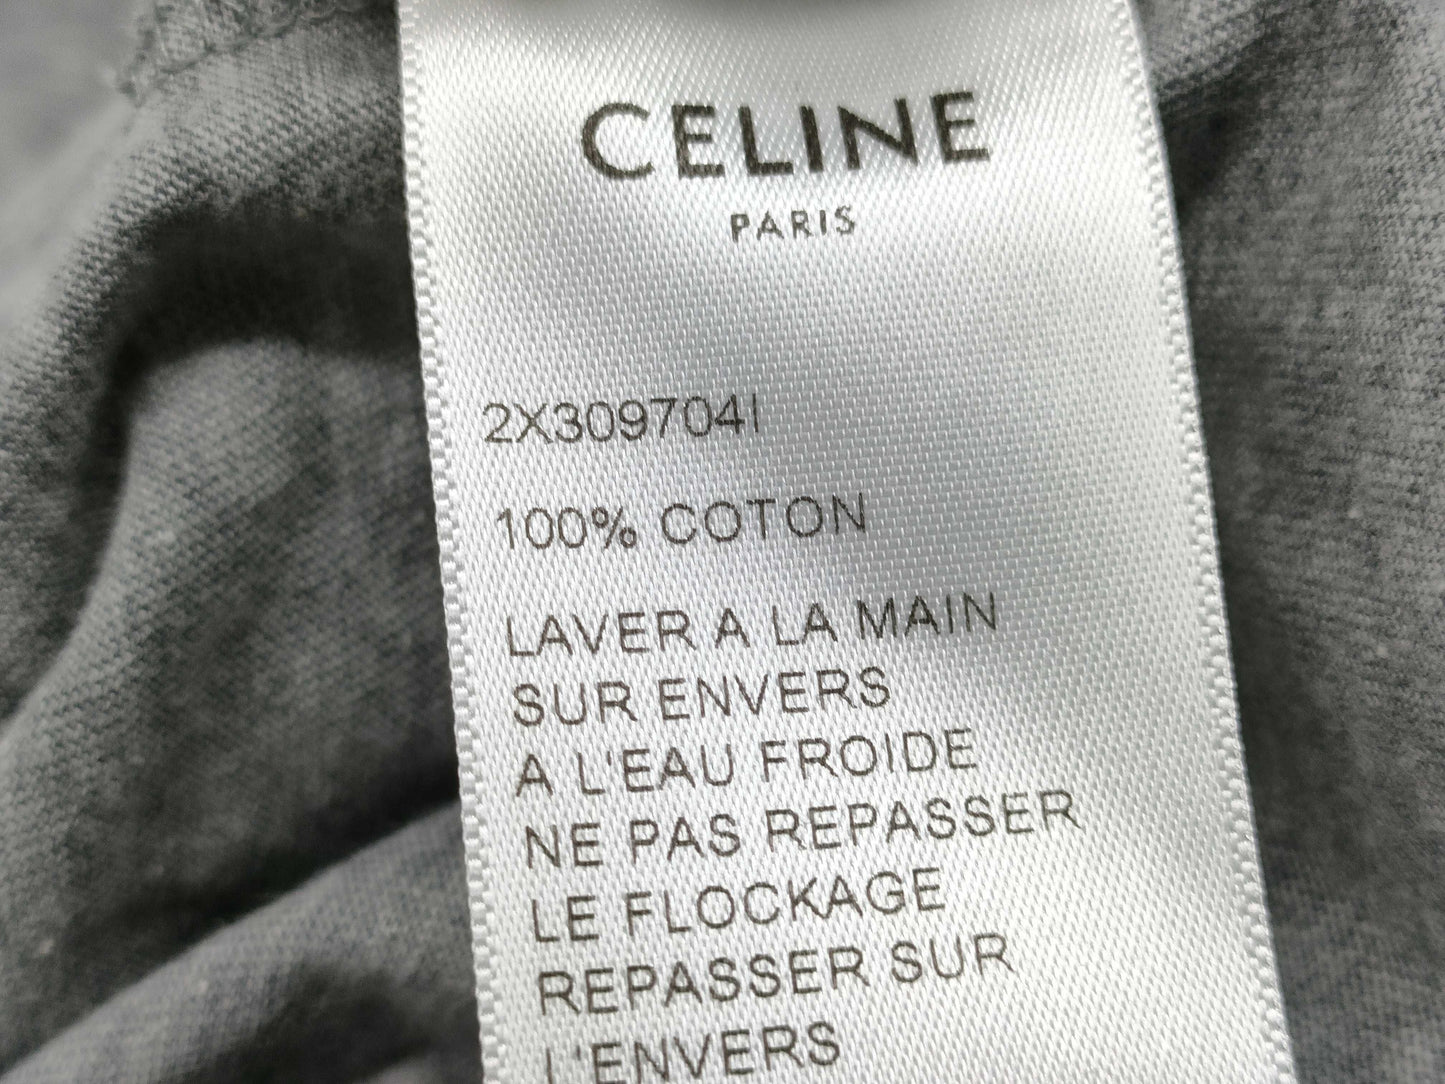 CELINE
PARIS
2X309704I
100% COTON
LAVER A LA MAIN
SUR ENVERS
A L'EAU FROIDE
NE PAS REPASSER
LE FLOCKAGE
REPASSER SUR
L'ENVERS